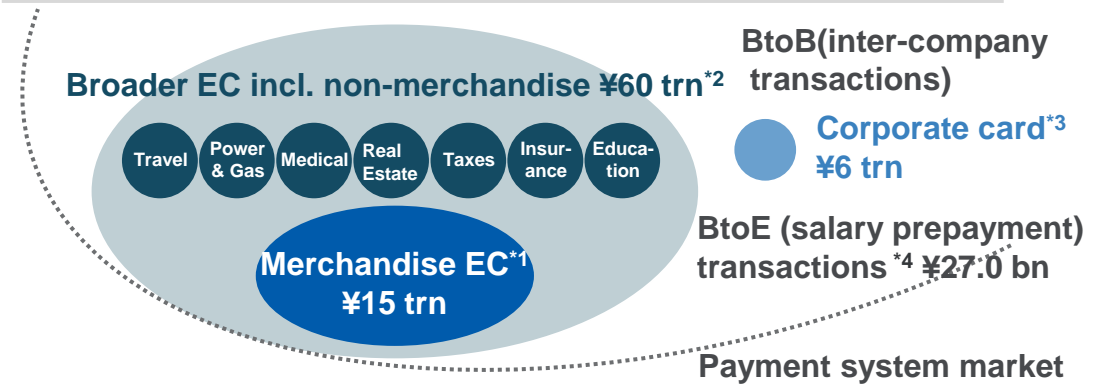 BtoB(inter-company
transactions)
Broader EC incl. non-merchandise ¥60 trn*2
Corporate card*3
¥6 trn
Travel
Power
& Gas
Medical
Real
Estate
Taxes
Insur-
ance
Educa-
tion
BtoE (salary prepayment)
transactions *4 ¥27.0 bn
Merchandise EC*1
¥15 trn
Payment system market